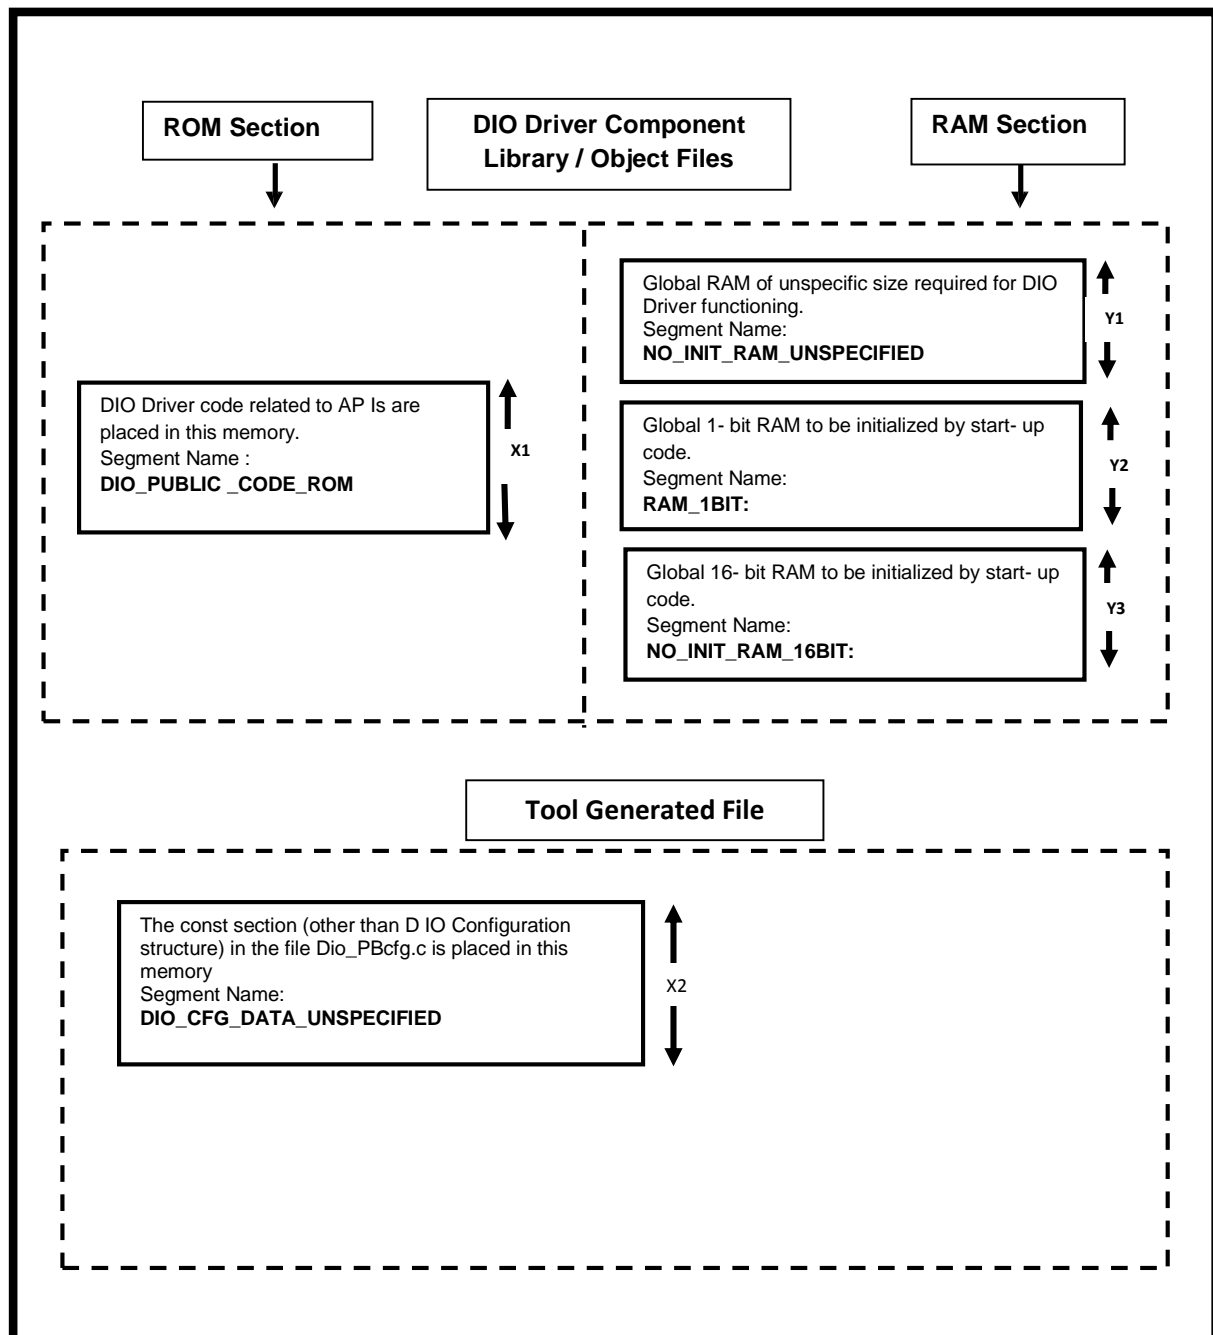 ROM Section
DIO Driver Component
Library / Object Files
RAM Section
DIO Driver code related to AP Is are
placed in this memory.
Segment Name :
DIO_PUBLIC _CODE_ROM
X1
Global RAM of unspecific size required for DIO
Driver functioning.
Segment Name:
NO_INIT_RAM_UNSPECIFIED
Y1
Global 1- bit RAM to be initialized by start- up
code.
Segment Name:
RAM_1BIT:
Y2
Global 16- bit RAM to be initialized by start- up
code.
Segment Name:
NO_INIT_RAM_16BIT:
Y3
Tool Generated File
The const section (other than D IO Configuration
structure) in the file Dio_PBcfg.c is placed in this
memory
Segment Name:
DIO_CFG_DATA_UNSPECIFIED
X2